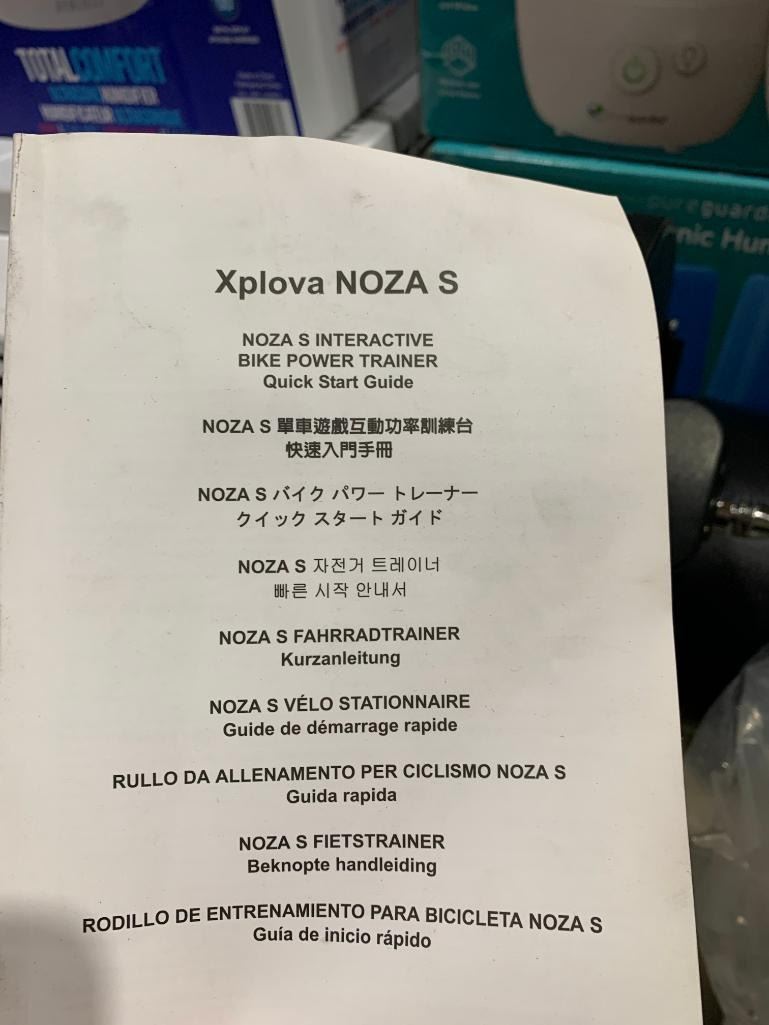 TOTAL COMFORT
pureguard
nic Hum
Xplova NOZA S
NOZA S INTERACTIVE
BIKE POWER TRAINER
Quick Start Guide
NOZA S 單車遊戲互動功率訓練台
快速入門手冊
NOZA S バイク パワー トレーナー
クイック スタート ガイド
NOZA S 자전거 트레이너
빠른 시작 안내서
NOZA S FAHRRADTRAINER
Kurzanleitung
NOZA S VÉLO STATIONNAIRE
Guide de démarrage rapide
RULLO DA ALLENAMENTO PER CICLISMO NOZA S
Guida rapida
NOZA S FIETSTRAINER
Beknopte handleiding
RODILLO DE ENTRENAMIENTO PARA BICICLETA NOZA S
Guía de inicio rápido